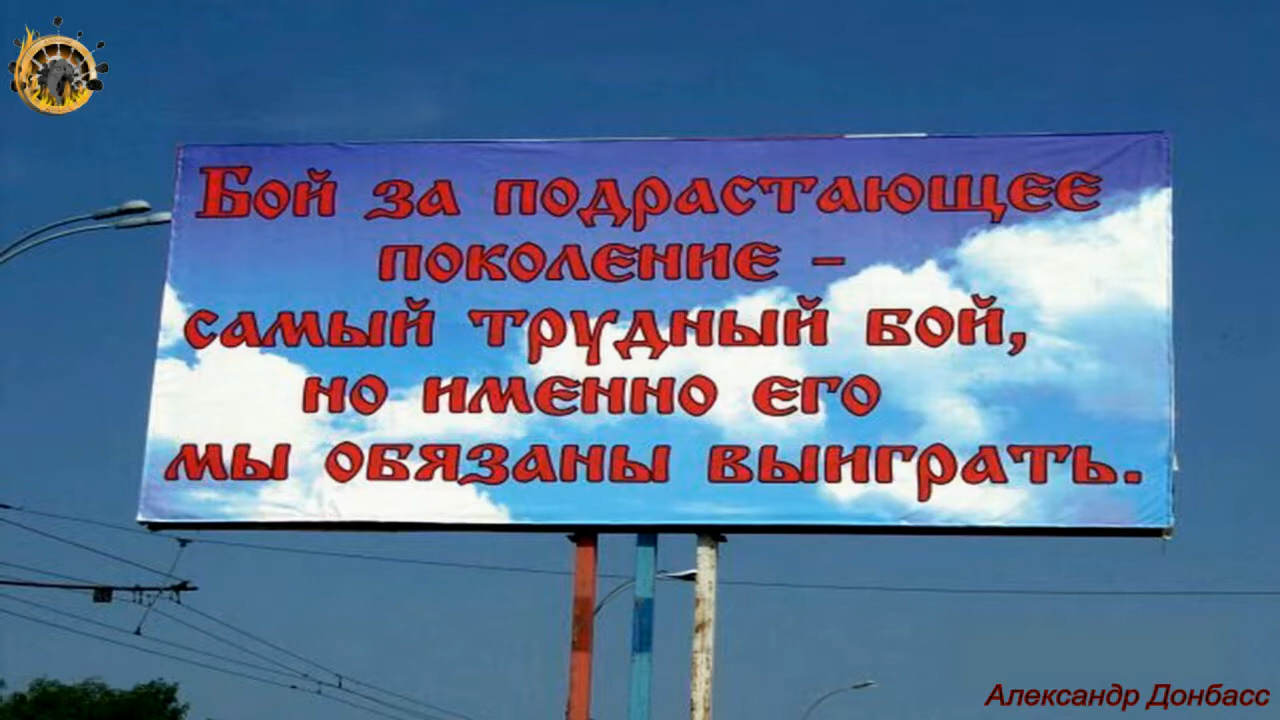 Бой за подрастающее
поколение –
самый трудный бой,
но именно его
мы обязаны выиграть.
Александр Донбасс